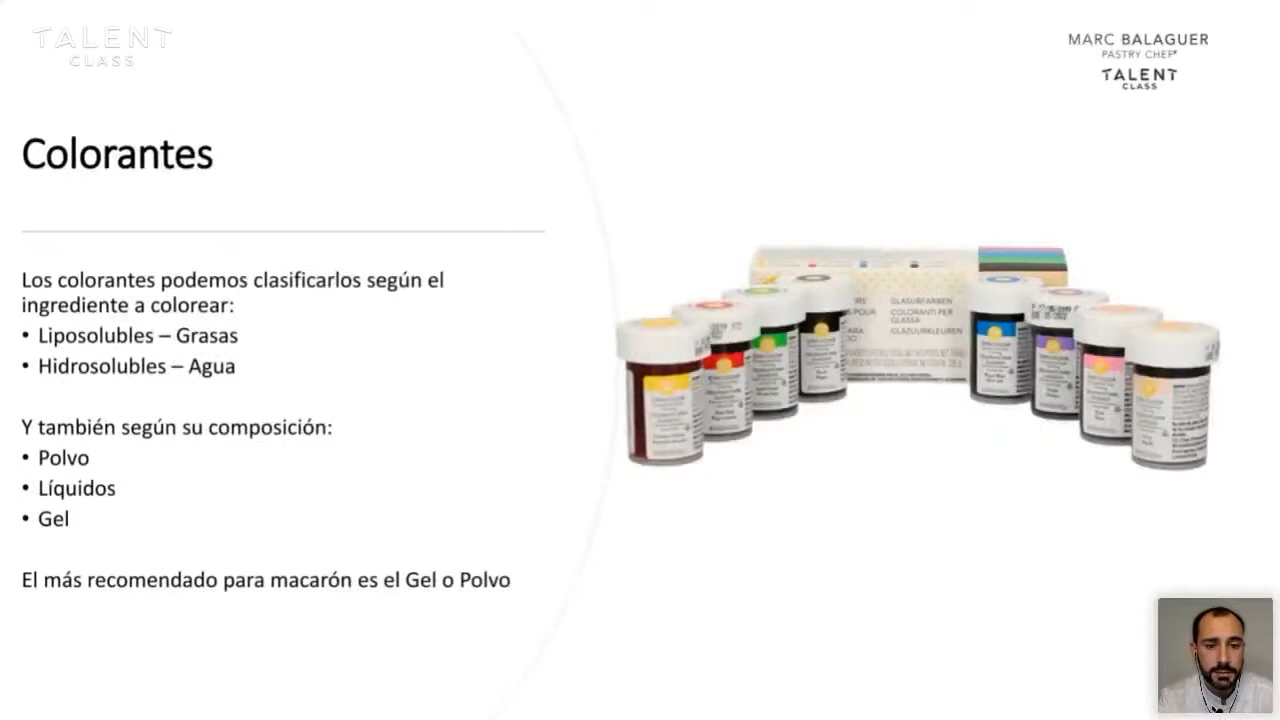 TALENT
CLASS
MARC BALAGUER
PASTRY CHEF
TALENT
CLASS
Colorantes
Los colorantes podemos clasificarlos según el
ingrediente a colorear:
• Liposolubles – Grasas
• Hidrosolubles – Agua
Y también según su composición:
• Polvo
• Líquidos
• Gel
El más recomendado para macarón es el Gel o Polvo
GLASURFARBEN
COLORANTI PER
GLASSA
GLAZUURKLEUREN